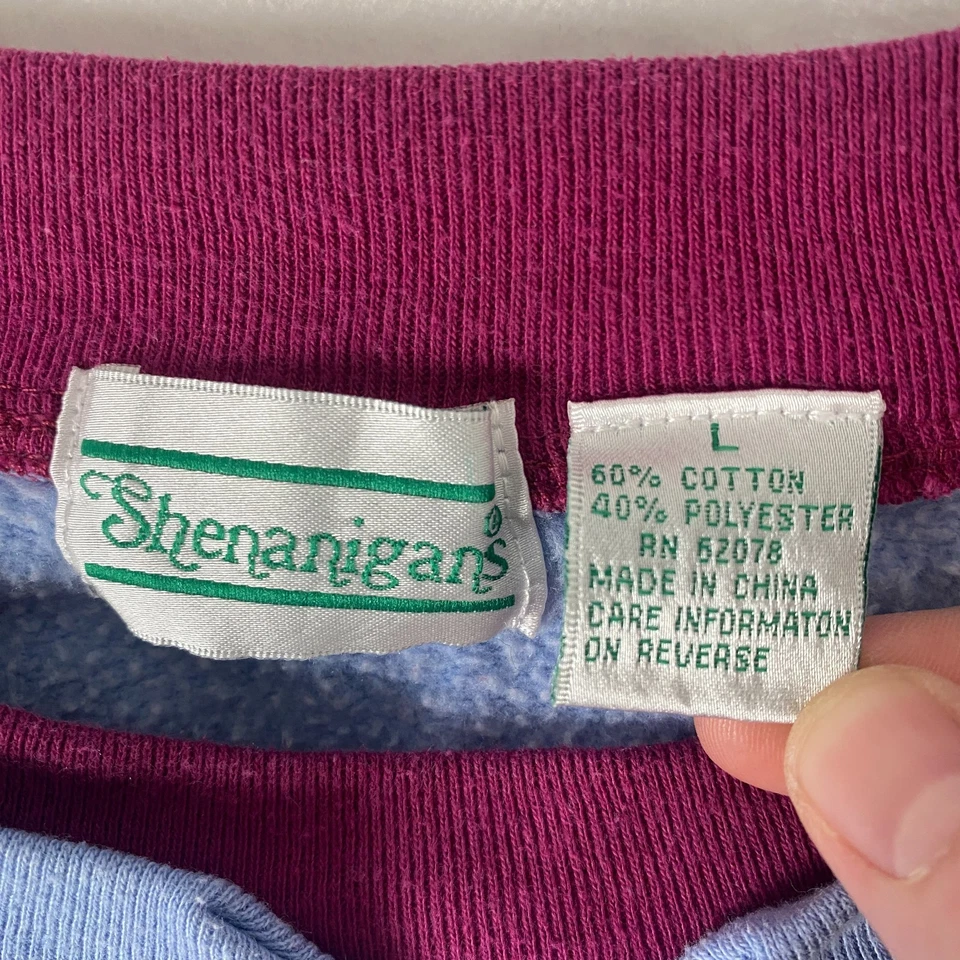 Shenanigans®
L
60% COTTON
40% POLYESTER
RN 62078
MADE IN CHINA
CARE INFORMATON
ON REVERSE